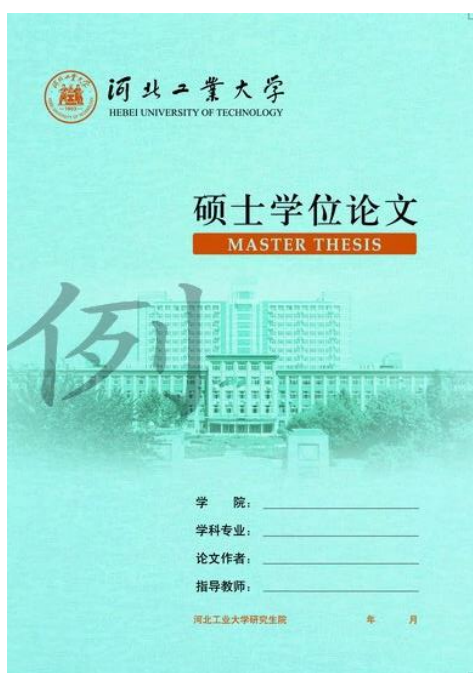 河北工業大学
HEBEI UNIVERSITY OF TECHNOLOGY
硕士学位论文
MASTER THESIS
例
学 院：
学科专业：
论文作者：
指导教师：
河北工业大学研究生院 年 月